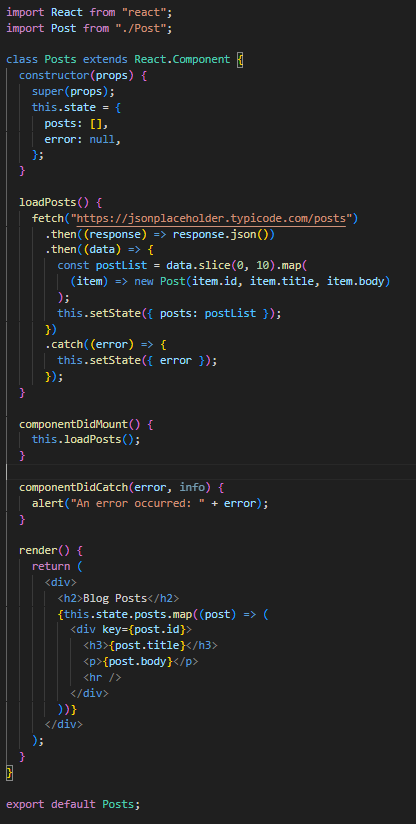 import React from "react";
import Post from "./Post";

class Posts extends React.Component {
  constructor(props) {
    super(props);
    this.state = {
      posts: [],
      error: null,
    };
  }

  loadPosts() {
    fetch("https://jsonplaceholder.typicode.com/posts")
      .then((response) => response.json())
      .then((data) => {
        const postList = data.slice(0, 10).map(
          (item) => new Post(item.id, item.title, item.body)
        );
        this.setState({ posts: postList });
      })
      .catch((error) => {
        this.setState({ error });
      });
  }

  componentDidMount() {
    this.loadPosts();
  }

  componentDidCatch(error, info) {
    alert("An error occurred: " + error);
  }

  render() {
    return (
      <div>
        <h2>Blog Posts</h2>
        {this.state.posts.map((post) => (
          <div key={post.id}>
            <h3>{post.title}</h3>
            <p>{post.body}</p>
            <hr />
          </div>
        ))}
      </div>
    );
  }
}

export default Posts;